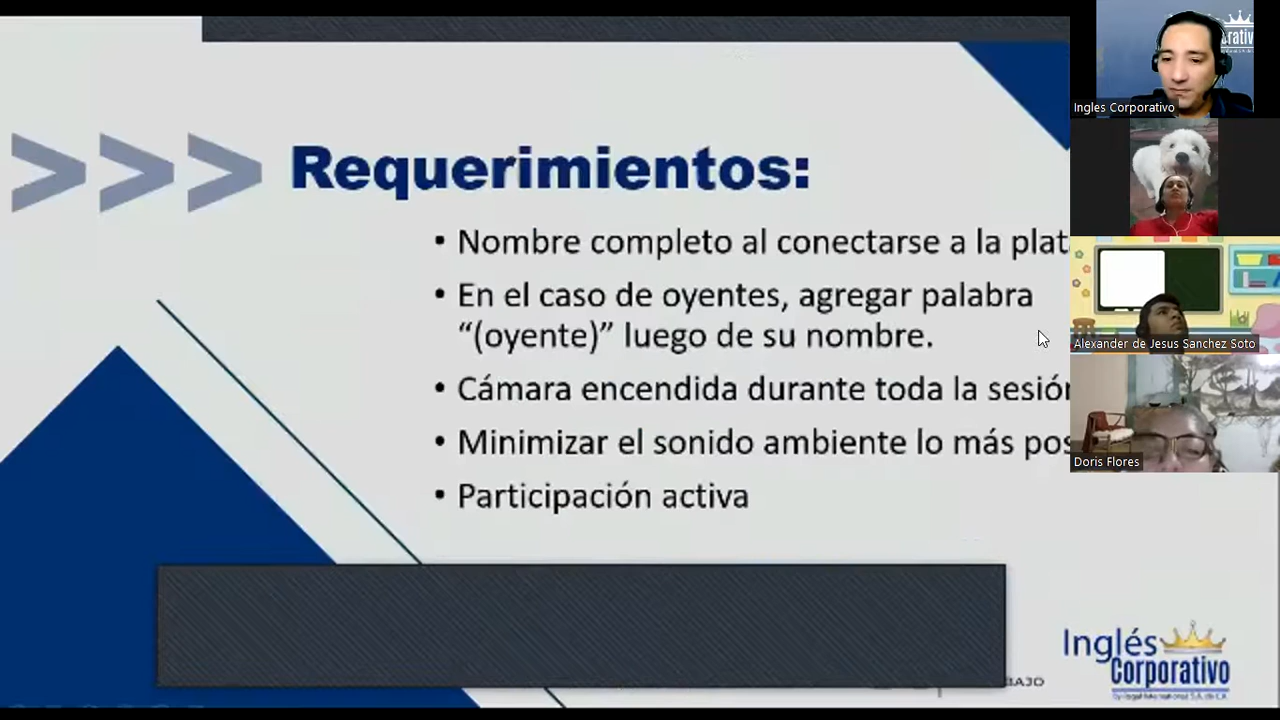 Requerimientos:
• Nombre completo al conectarse a la plat
• En el caso de oyentes, agregar palabra
“(oyente)” luego de su nombre.
• Cámara encendida durante toda la sesión
• Minimizar el sonido ambiente lo más pos
• Participación activa
Ingles Corporativo
Alexander de Jesus Sanchez Soto
Doris Flores
Inglés
Corporativo